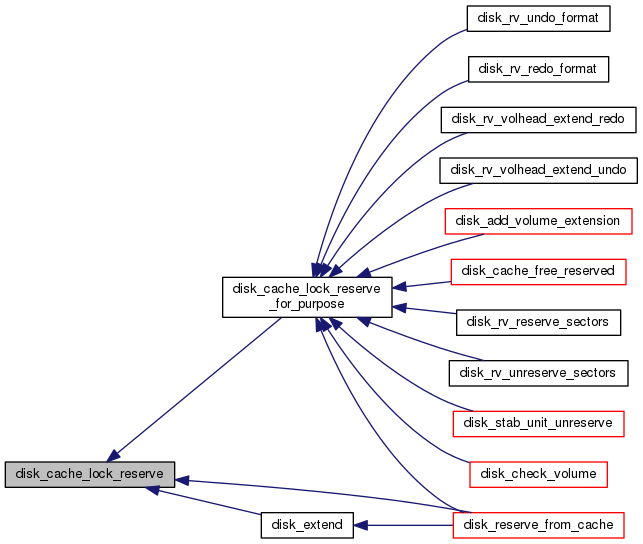 disk_rv_undo_format
disk_rv_redo_format
disk_rv_volhead_extend_redo
disk_rv_volhead_extend_undo
disk_add_volume_extension
disk_cache_free_reserved
disk_cache_lock_reserve
_for_purpose
disk_rv_reserve_sectors
disk_rv_unreserve_sectors
disk_stab_unit_unreserve
disk_cache_lock_reserve
disk_check_volume
disk_extend
disk_reserve_from_cache